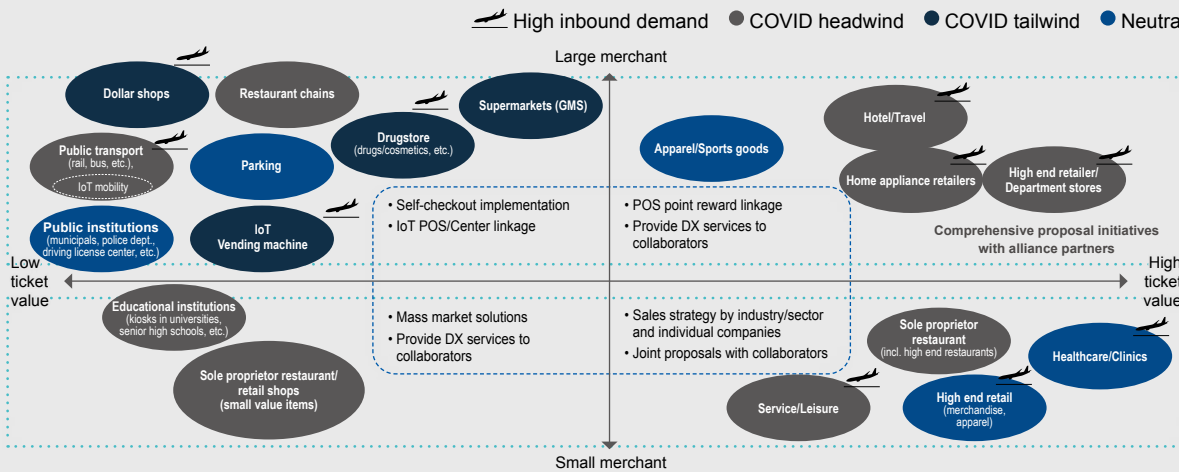 High inbound demand
COVID headwind
COVID tailwind
Large merchant
Dollar shops
Restaurant chains
Supermarkets (GMS)
Drugstore
(drugs/cosmetics, etc.)
Public transport
(rail, bus, etc.),
IoT mobility
Parking
Apparel/Sports goods
Hotel/Travel
Home appliance retailers
High end retailer/
Department stores
Public institutions
(municipals, police dept.,
driving license center, etc.)
IoT
Vending machine
• Self-checkout implementation
• IoT POS/Center linkage
• POS point reward linkage
• Provide DX services to
collaborators
Comprehensive proposal initiatives
with alliance partners
Low
ticket
value
High
ticket
value
Educational institutions
(kiosks in universities,
senior high schools, etc.)
Sole proprietor restaurant/
retail shops
(small value items)
• Mass market solutions
• Provide DX services to
collaborators
• Sales strategy by industry/sector
and individual companies
• Joint proposals with collaborators
Sole proprietor
restaurant
(incl. high end restaurants)
Healthcare/Clinics
Service/Leisure
High end retail
(merchandise,
apparel)
Small merchant